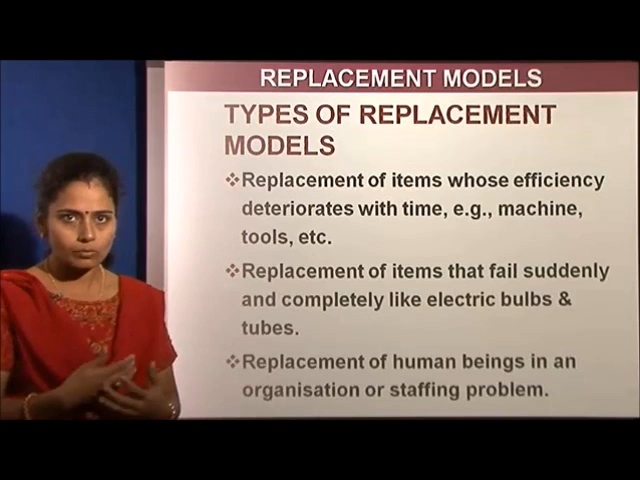 REPLACEMENT MODELS
TYPES OF REPLACEMENT
MODELS
❖Replacement of items whose efficiency
deteriorates with time, e.g., machine,
tools, etc.
❖Replacement of items that fail suddenly
and completely like electric bulbs &
tubes.
❖Replacement of human beings in an
organisation or staffing problem.